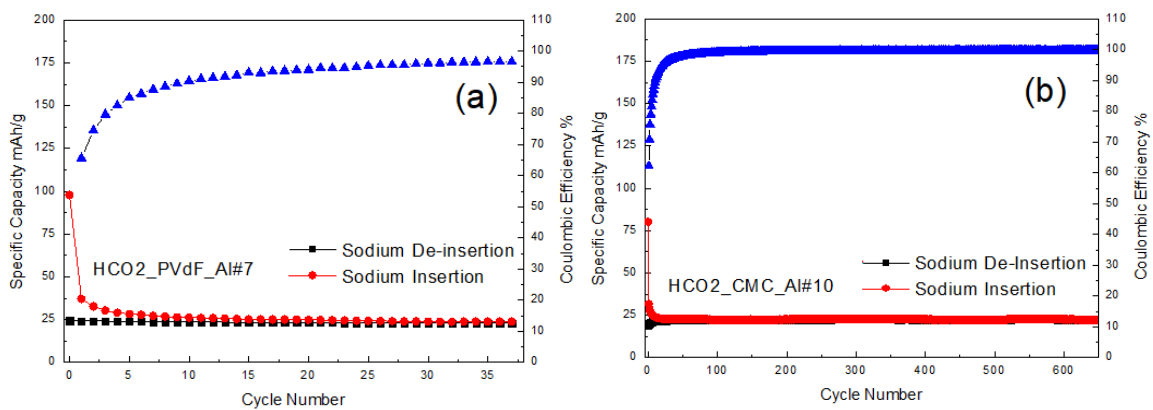 200
175
150
125
100
75
50
25
0
Specific Capacity mAh/g
110
100
90
80
70
60
50
40
30
20
10
0
Coulombic Efficiency %
(a)
Sodium De-insertion
HCO2_PVdF_Al#7
Sodium Insertion
0 5 10 15 20 25 30 35
Cycle Number
200
175
150
125
100
75
50
25
0
Specific Capacity mAh/g
110
100
90
80
70
60
50
40
30
20
10
0
Coulombic Efficiency %
(b)
Sodium De-Insertion
HCO2_CMC_Al#10
Sodium Insertion
0 100 200 300 400 500 600
Cycle Number